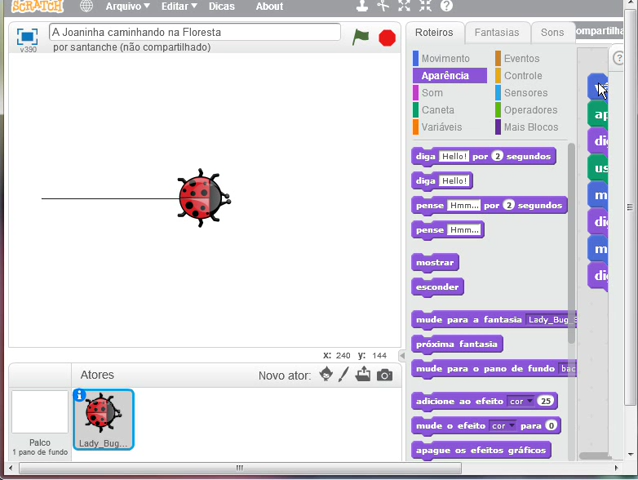 SCRATCH Arquivo Editar Dicas About
v390
A Joaninha caminhando na Floresta
por santanche (não compartilhado)
Roteiros Fantasias Sons
Movimento Eventos
Aparência Controle
Som Sensores
Caneta Operadores
Variáveis Mais Blocos
diga Hello! por 2 segundos
diga Hello!
pense Hmm... por 2 segundos
pense Hmm...
mostrar
esconder
mude para a fantasia Lady_Bug
próxima fantasia
mude para o pano de fundo
adicione ao efeito cor 25
mude o efeito cor para 0
apague os efeitos gráficos
x: 240 y: 144
Atores Novo ator:
Palco
1 pano de fundo
Lady_Bug...